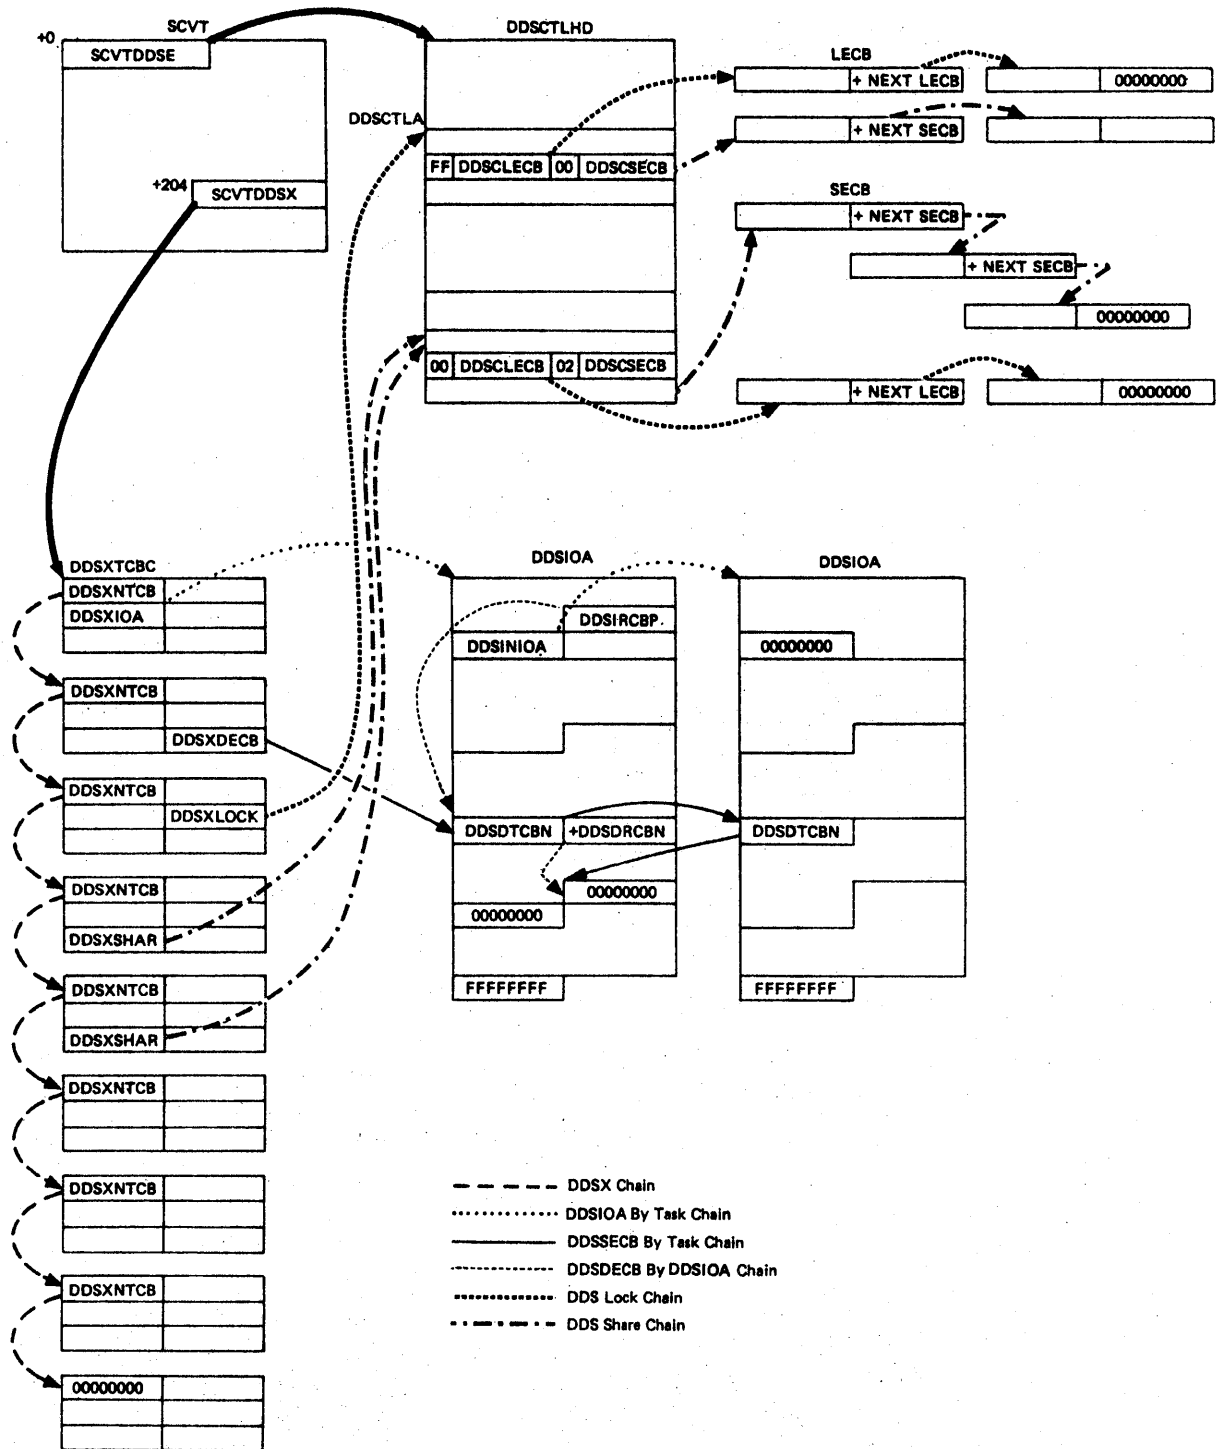 SCVT
DDSCTLHD
+0
SCVTDDSE
LECB
+ NEXT LECB
00000000
DDSCTLA
+ NEXT SECB
FF DDSCLECB 00 DDSCSECB
+204
SCVTDDSX
SECB
+ NEXT SECB
+ NEXT SECB
00000000
00 DDSCLECB 02 DDSCSECB
+ NEXT LECB
00000000
DDSXTCBC
DDSXNTCB
DDSXIOA
DDSXNTCB
DDSXDECB
DDSXNTCB
DDSXLOCK
DDSXNTCB
DDSXSHAR
DDSXNTCB
DDSXSHAR
DDSXNTCB
DDSXNTCB
DDSXNTCB
00000000
DDSIOA
DDSIRCBP
DDSINIOA
DDSDTCBN +DDSDRCBN
00000000
00000000
FFFFFFFF
DDSIOA
00000000
DDSDTCBN
FFFFFFFF
DDSX Chain
DDSIOA By Task Chain
DDSSECB By Task Chain
DDSDECB By DDSIOA Chain
DDS Lock Chain
DDS Share Chain